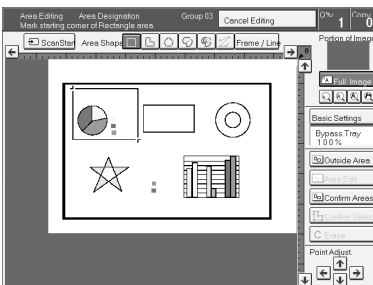 Area Editing Area Designation Group 03 Cancel Editing
Mark starting corner of Rectangle area.
Q'ty 1 Copy 0
ScanStart Area Shape Frame / Line
Portion of Image
Full Image
Basic Settings
Bypass Tray
100%
Outside Area
Area Edit
Confirm Areas
Confirm Selec
C Erase
Point Adjust.